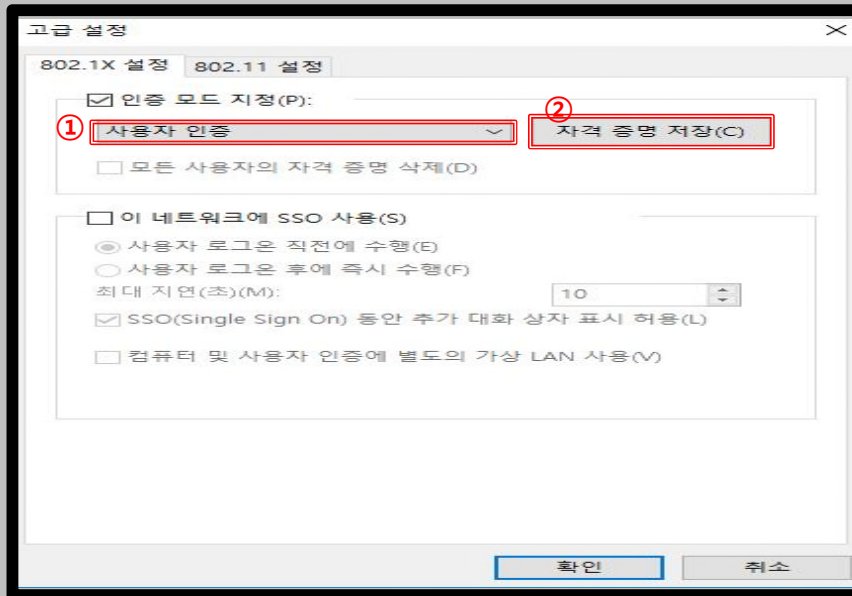 고급 설정
802.1X 설정 802.11 설정
인증 모드 지정(P):
① 사용자 인증 ② 자격 증명 저장(C)
모든 사용자의 자격 증명 삭제(D)
이 네트워크에 SSO 사용(S)
사용자 로그온 직전에 수행(E)
사용자 로그온 후에 즉시 수행(F)
최대 지연(초)(M): 10
SSO(Single Sign On) 동안 추가 대화 상자 표시 허용(L)
컴퓨터 및 사용자 인증에 별도의 가상 LAN 사용(V)
확인 취소